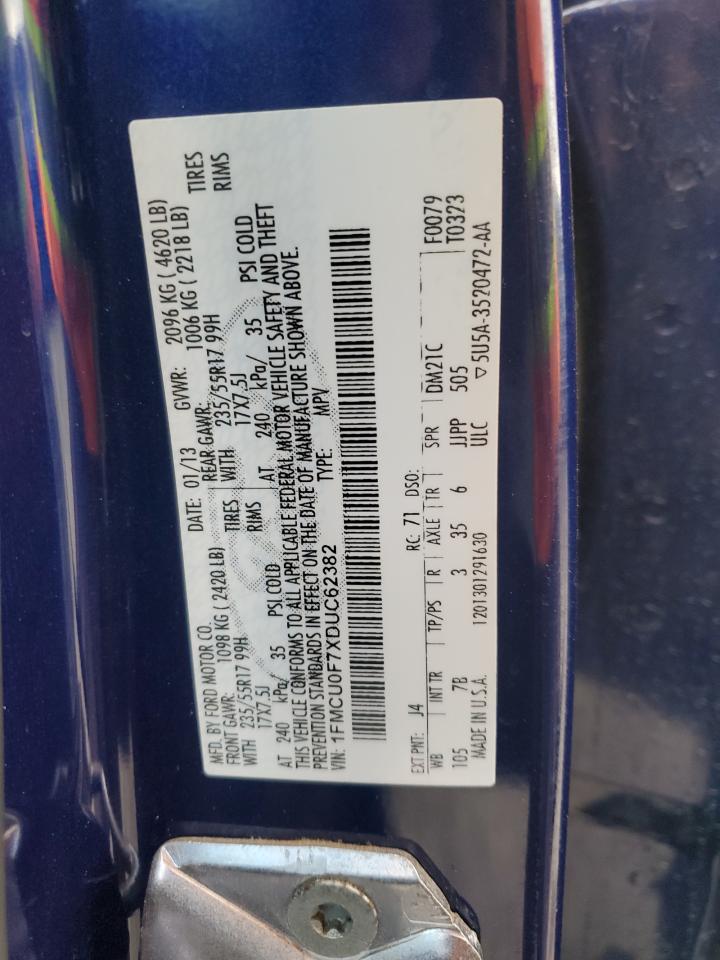 MFD. BY FORD MOTOR CO.
DATE: 01/13 GVWR: 2096 KG ( 4620 LB)
FRONT GAWR: 1098 KG ( 2420 LB) REAR GAWR: 1006 KG ( 2218 LB)
WITH 235/55R17 99H TIRES WITH 235/55R17 99H TIRES
17X7.5J RIMS 17X7.5J RIMS
AT 240 kPa/ 35 PSI COLD AT 240 kPa/ 35 PSI COLD
THIS VEHICLE CONFORMS TO ALL APPLICABLE FEDERAL MOTOR VEHICLE SAFETY AND THEFT
PREVENTION STANDARDS IN EFFECT ON THE DATE OF MANUFACTURE SHOWN ABOVE.
VIN: 1FMCU0F7XDUC62382 TYPE: MPV
EXT PNT: J4 RC: 71 DSO: F0079
WB INT TR TP/PS R AXLE TR SPR DM21C T0323
105 7B 3 35 6 JJPP 505
MADE IN U.S.A. 1201301291630 ULC ▽5U5A-3520472-AA